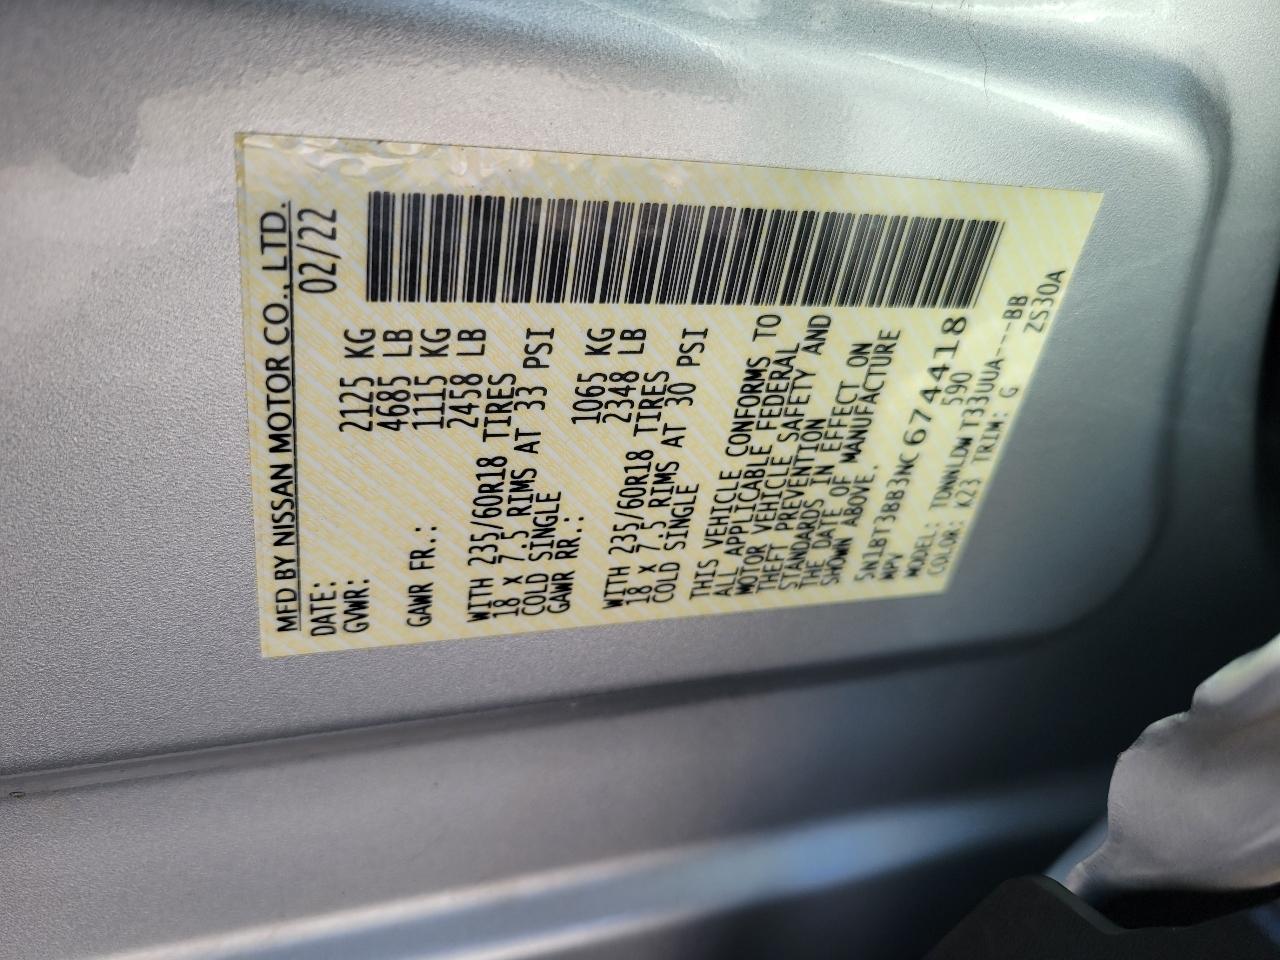 MFD BY NISSAN MOTOR CO., LTD.
DATE: 02/22
GVWR: 2125 KG
4685 LB
GAWR FR.: 1115 KG
2458 LB
WITH 235/60R18 TIRES
18 X 7.5 RIMS AT 33 PSI
COLD SINGLE
GAWR RR.: 1065 KG
2348 LB
WITH 235/60R18 TIRES
18 X 7.5 RIMS AT 30 PSI
COLD SINGLE
THIS VEHICLE CONFORMS TO
ALL APPLICABLE FEDERAL
MOTOR VEHICLE SAFETY AND
THEFT PREVENTION
STANDARDS IN EFFECT ON
THE DATE OF MANUFACTURE
SHOWN ABOVE.
5N1BT3BB3NC674418
MPV 590
MODEL: TDNNLDWT33UUA---BB
COLOR: K23 TRIM: G ZS30A